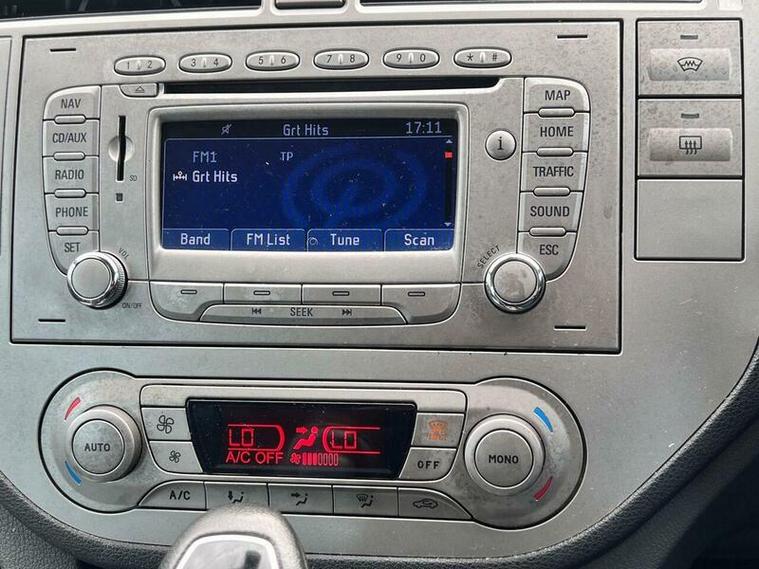 1 2 3 4 5 6 7 8 9 0 * #
NAV
CD/AUX
RADIO
PHONE
SET
SD
VOL
ON/OFF
Grt Hits 17:11
FM1 TP
Grt Hits
Band FM List Tune Scan
SEEK
i
MAP
HOME
TRAFFIC
SOUND
ESC
SELECT
AUTO
LO LO
A/C OFF
OFF
MONO
A/C